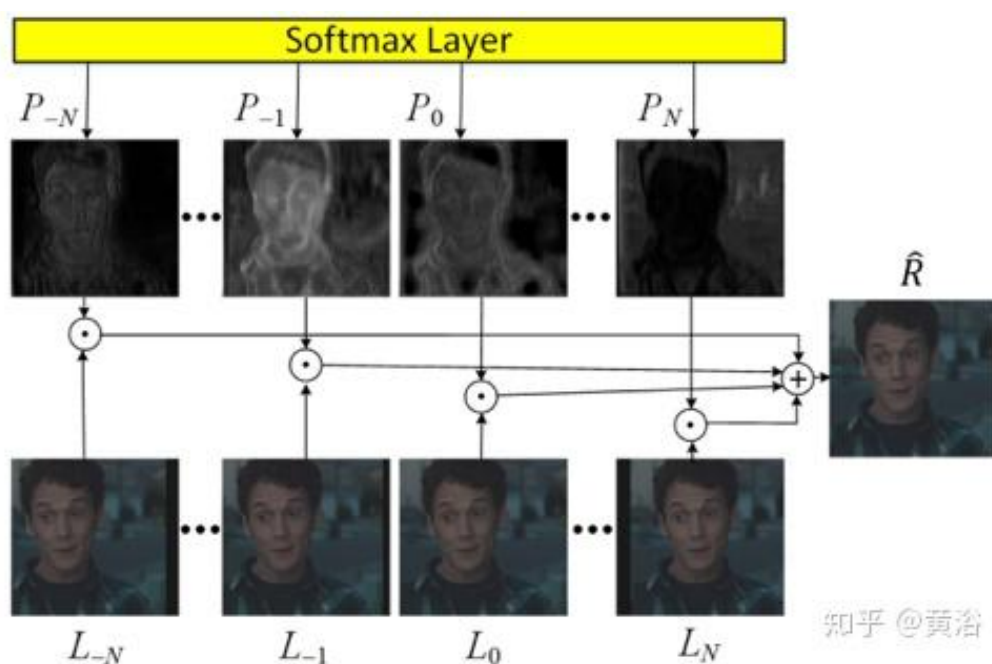 Softmax Layer
P_{-N} P_{-1} P_0 P_N
R̂
L_{-N} L_{-1} L_0 L_N
知乎 @黄浴